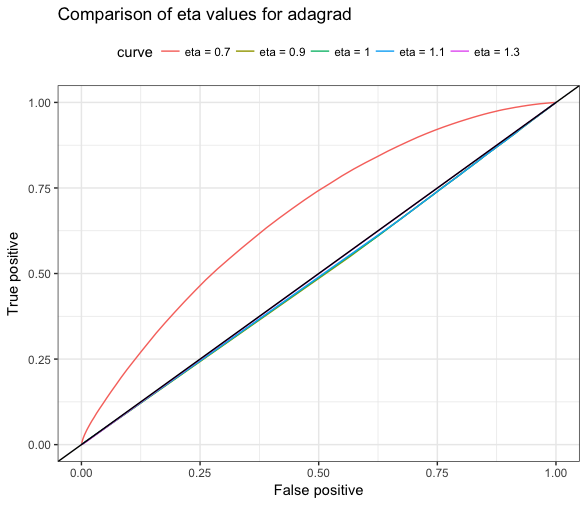 Comparison of eta values for adagrad
curve eta = 0.7 eta = 0.9 eta = 1 eta = 1.1 eta = 1.3
1.00
0.75
0.50
0.25
0.00
True positive
0.00 0.25 0.50 0.75 1.00
False positive